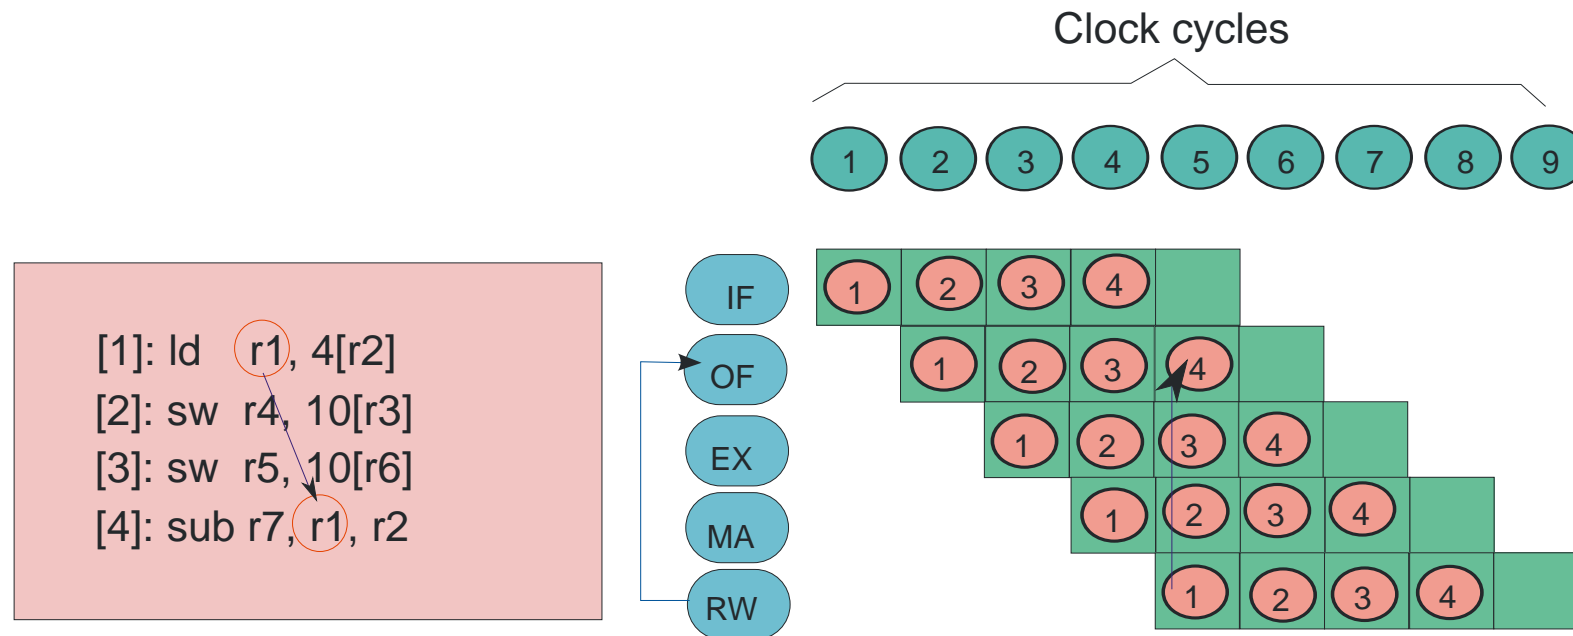 Clock cycles
1 2 3 4 5 6 7 8 9
[1]: ld r1, 4[r2]
[2]: sw r4, 10[r3]
[3]: sw r5, 10[r6]
[4]: sub r7, r1, r2
IF 1 2 3 4
OF 1 2 3 4
EX 1 2 3 4
MA 1 2 3 4
RW 1 2 3 4